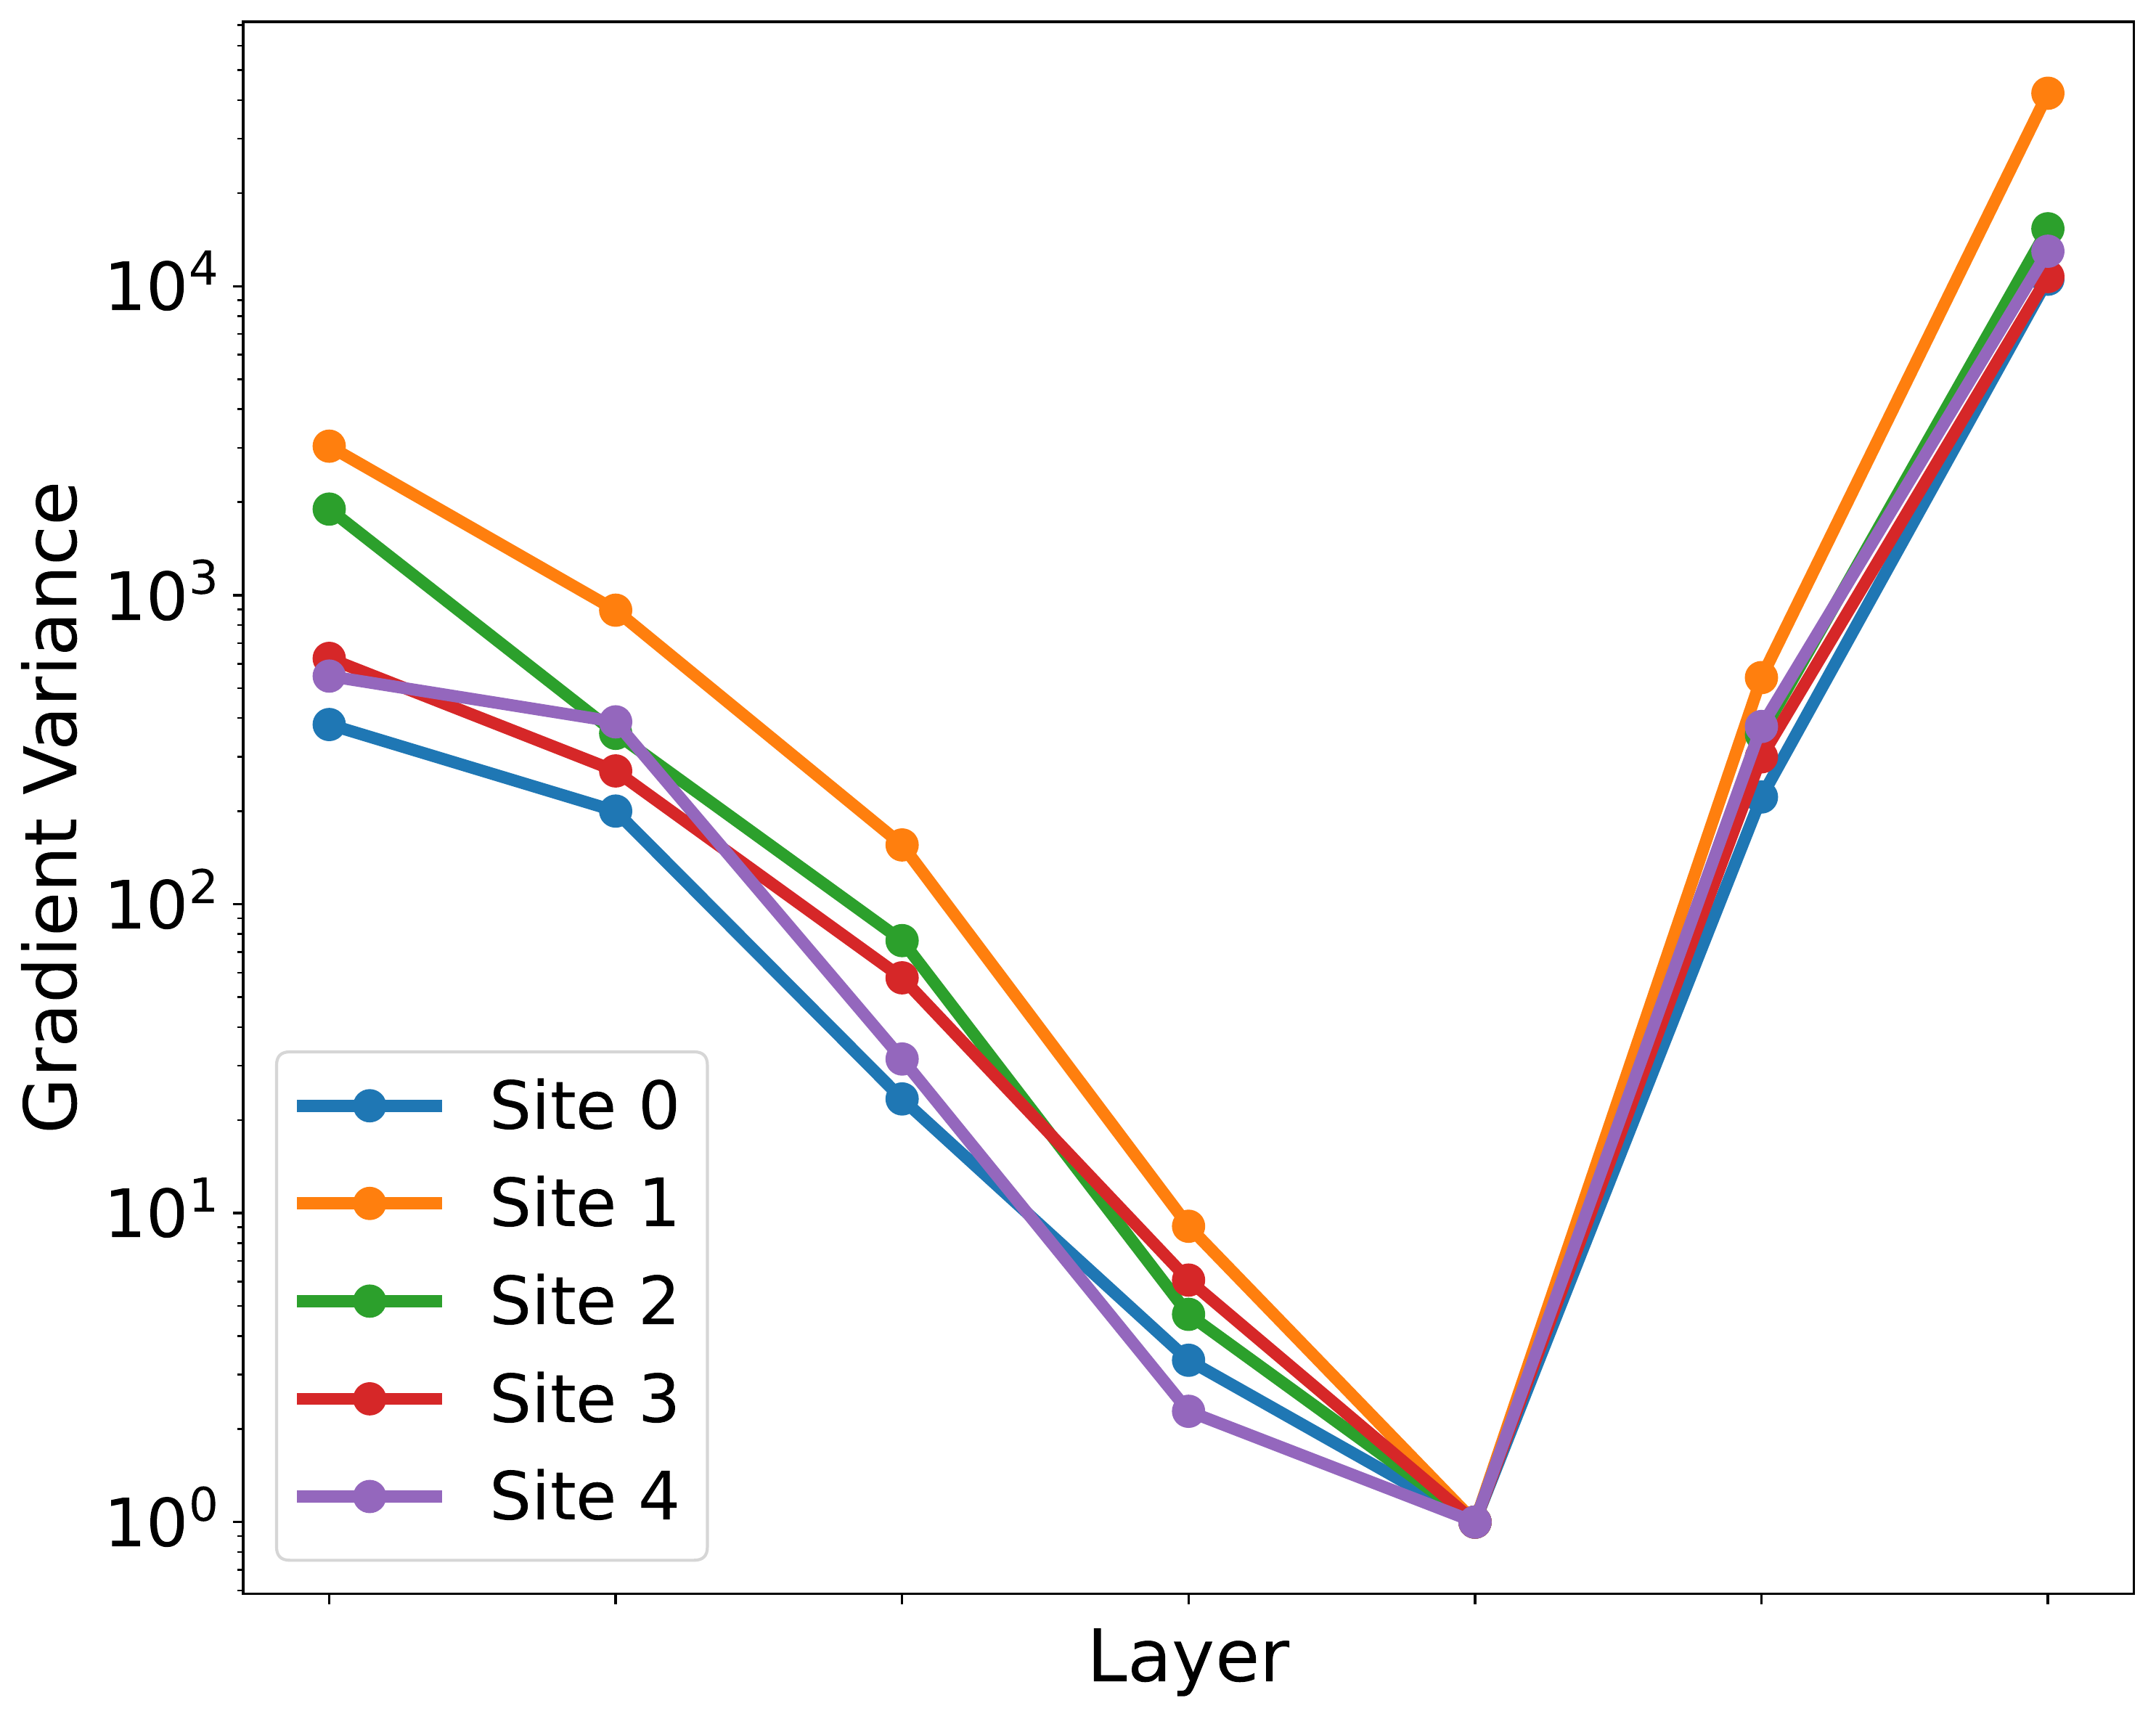 Gradient Variance
10^4
10^3
10^2
10^1
10^0
Site 0
Site 1
Site 2
Site 3
Site 4
Layer